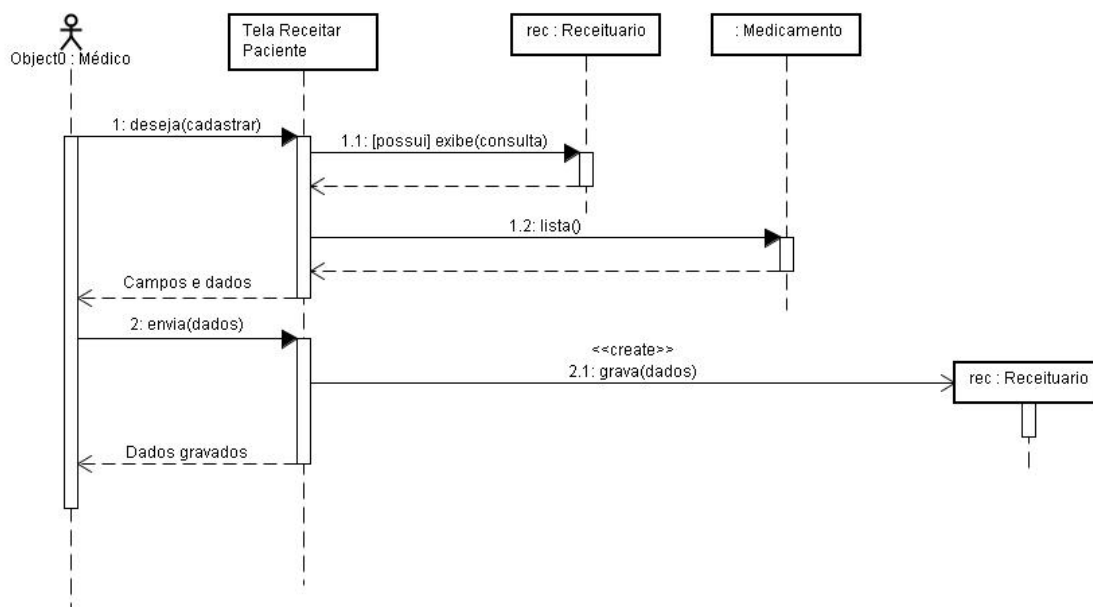 Object0 : Médico
Tela Receitar
Paciente
rec : Receituario
: Medicamento
1: deseja(cadastrar)
1.1: [possui] exibe(consulta)
1.2: lista()
Campos e dados
2: envia(dados)
<<create>>
2.1: grava(dados)
rec : Receituario
Dados gravados